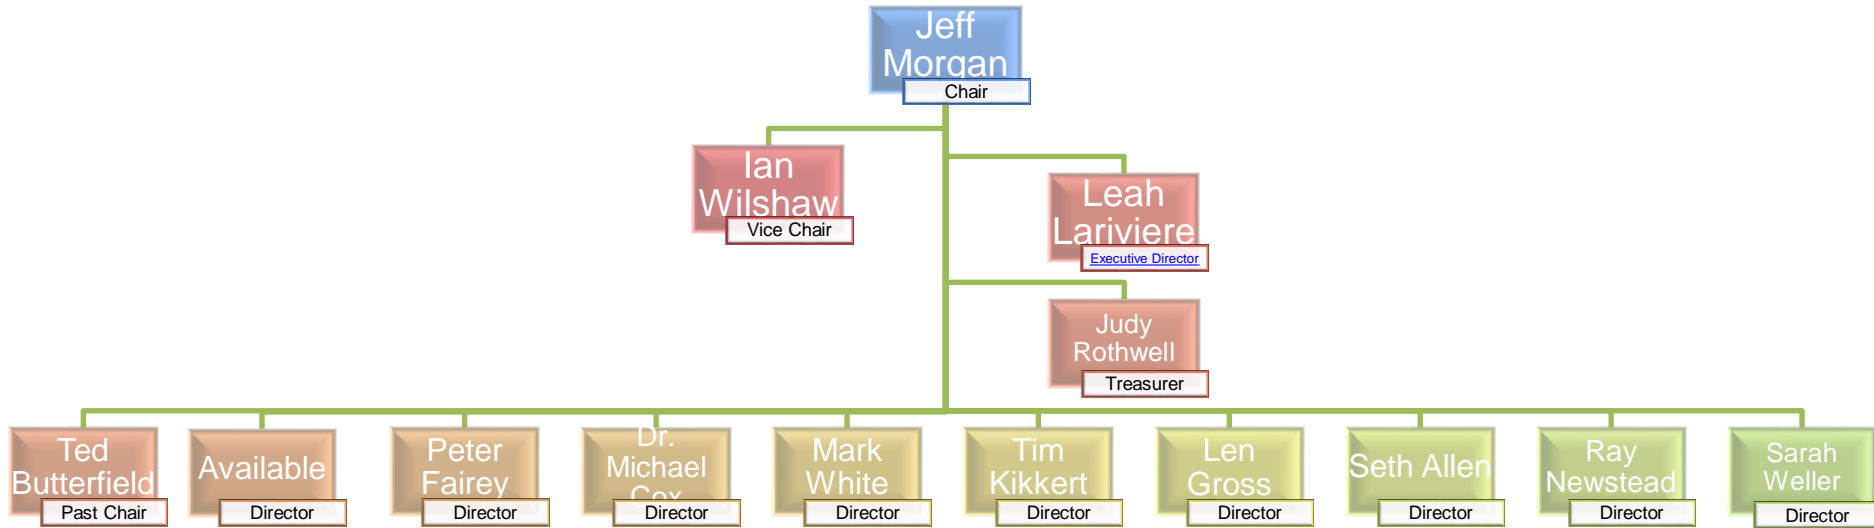 Jeff
Morgan
Chair
Ian
Wilshaw
Vice Chair
Leah
Lariviere
Executive Director
Judy
Rothwell
Treasurer
Ted
Butterfield
Past Chair
Available
Director
Peter
Fairey
Director
Dr.
Michael
Cox
Director
Mark
White
Director
Tim
Kikkert
Director
Len
Gross
Director
Seth Allen
Director
Ray
Newstead
Director
Sarah
Weller
Director